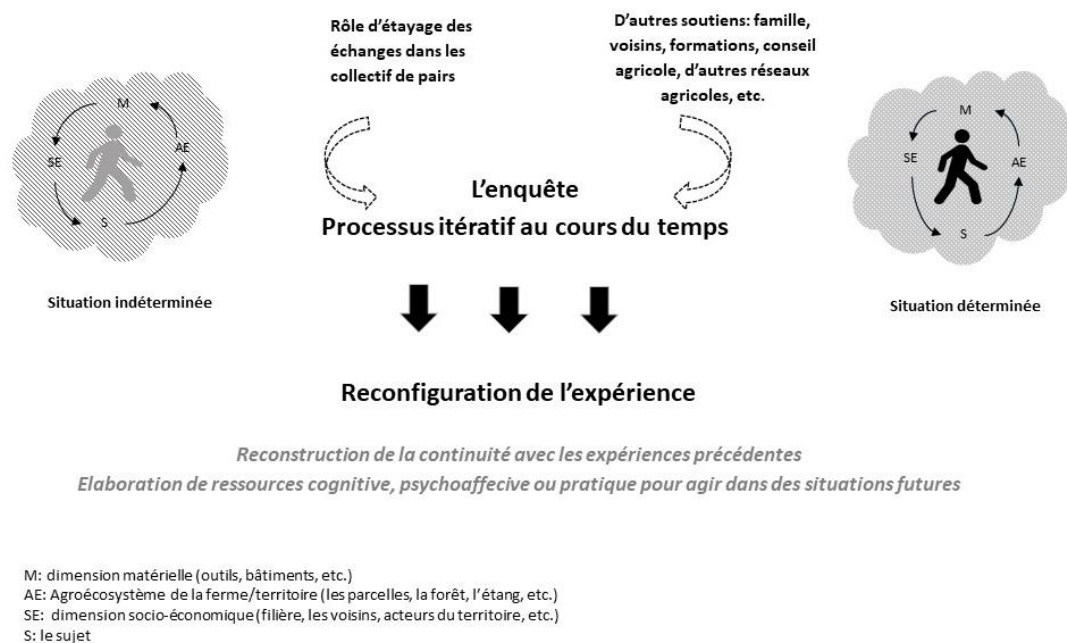 Rôle d'étayage des
échanges dans les
collectif de pairs
D'autres soutiens: famille,
voisins, formations, conseil
agricole, d'autres réseaux
agricoles, etc.
M
SE
AE
S
M
SE
AE
S
L'enquête
Processus itératif au cours du temps
Situation indéterminée
Situation déterminée
Reconfiguration de l'expérience
Reconstruction de la continuité avec les expériences précédentes
Elaboration de ressources cognitive, psychoaffecive ou pratique pour agir dans des situations futures
M: dimension matérielle (outils, bâtiments, etc.)
AE: Agroécosystème de la ferme/territoire (les parcelles, la forêt, l'étang, etc.)
SE: dimension socio-économique (filière, les voisins, acteurs du territoire, etc.)
S: le sujet